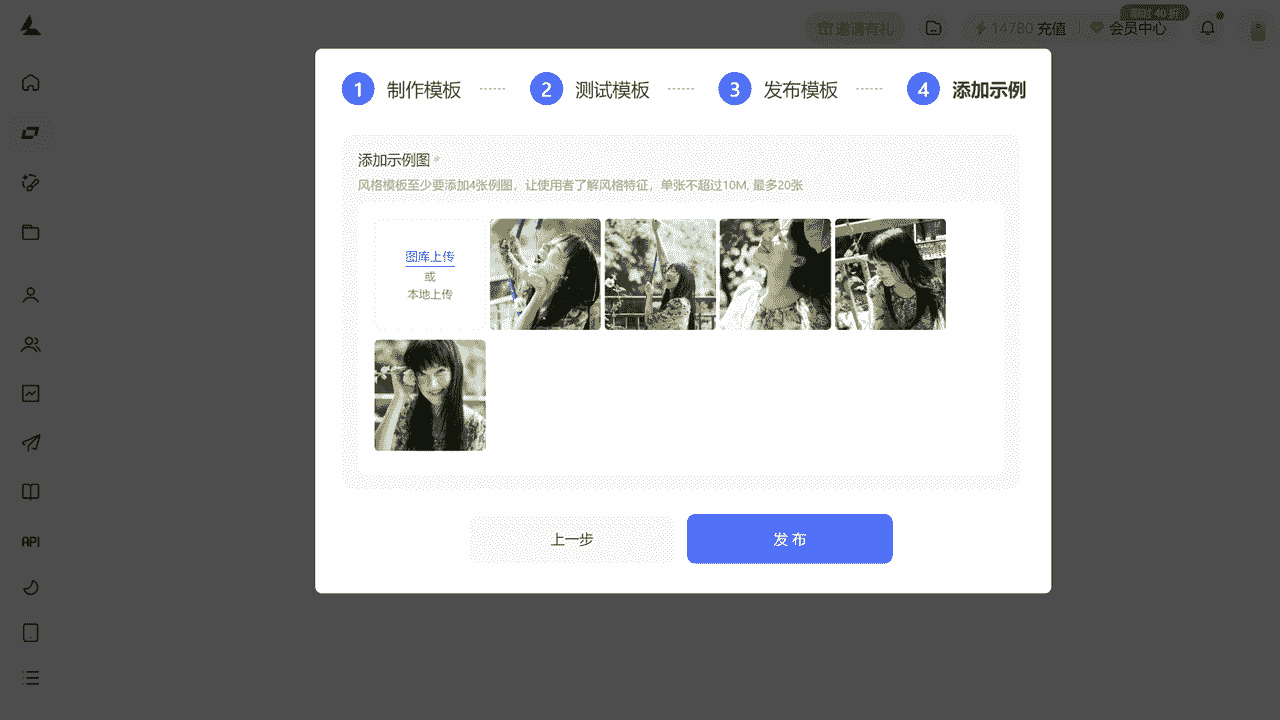 邀请有礼
14780 充值
会员中心
1 制作模板
2 测试模板
3 发布模板
4 添加示例
添加示例图 *
风格模板至少要添加4张例图，让使用者了解风格特征，单张不超过10M, 最多20张
图库上传
或
本地上传
API
上一步
发 布